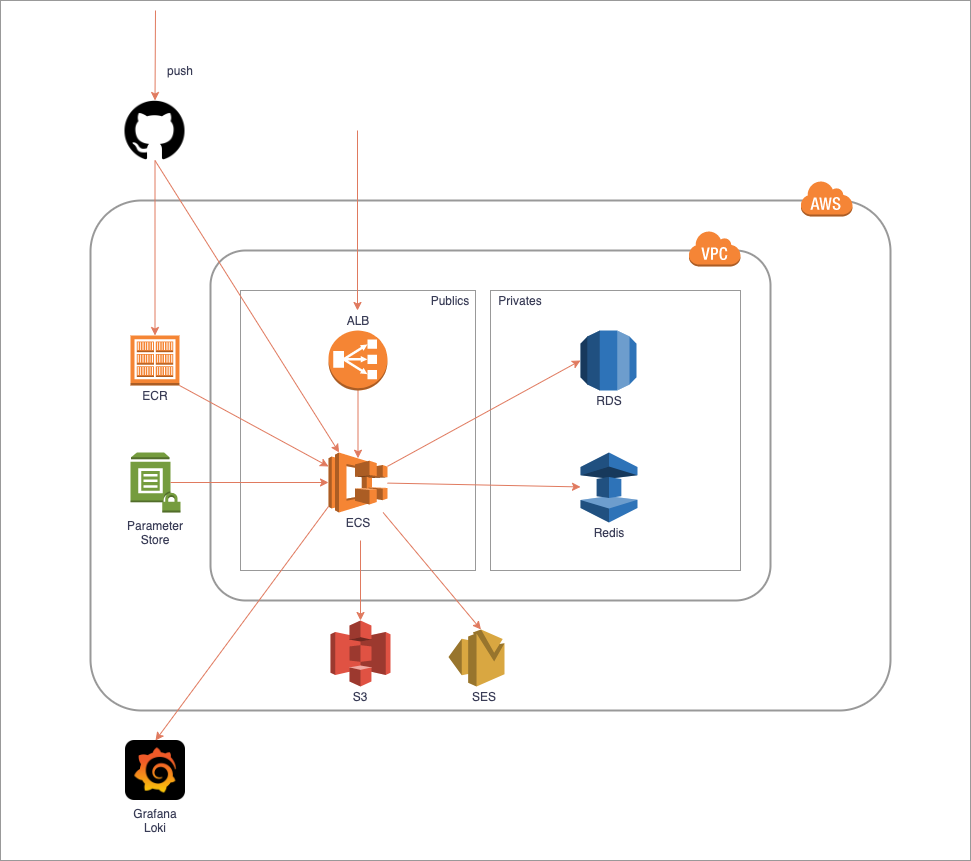 push
AWS
VPC
Publics
Privates
ALB
ECR
RDS
ECS
Parameter
Store
Redis
S3
SES
Grafana
Loki